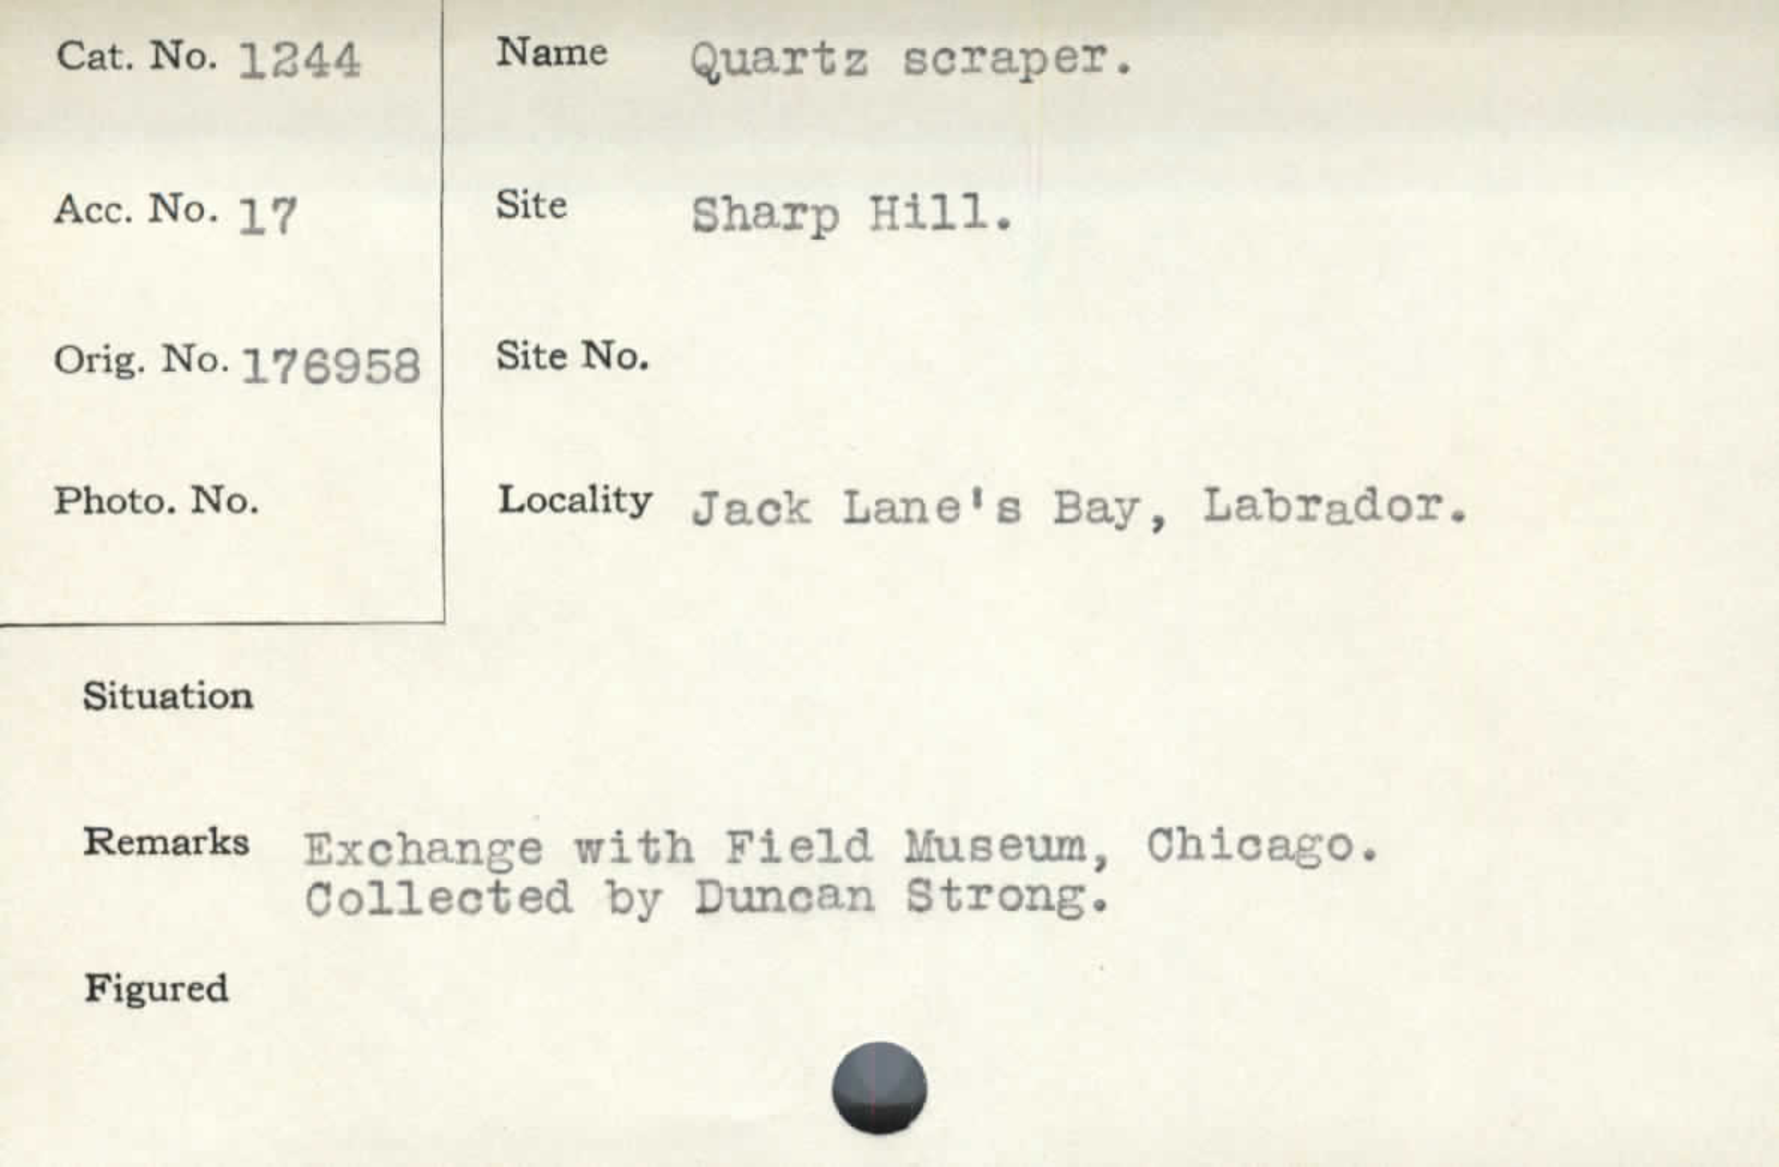 Cat. No. 1244
Name Quartz scraper.
Acc. No. 17
Site Sharp Hill.
Orig. No. 176958
Site No.
Photo. No.
Locality Jack Lane's Bay, Labrador.
Situation
Remarks Exchange with Field Museum, Chicago.
Collected by Duncan Strong.
Figured